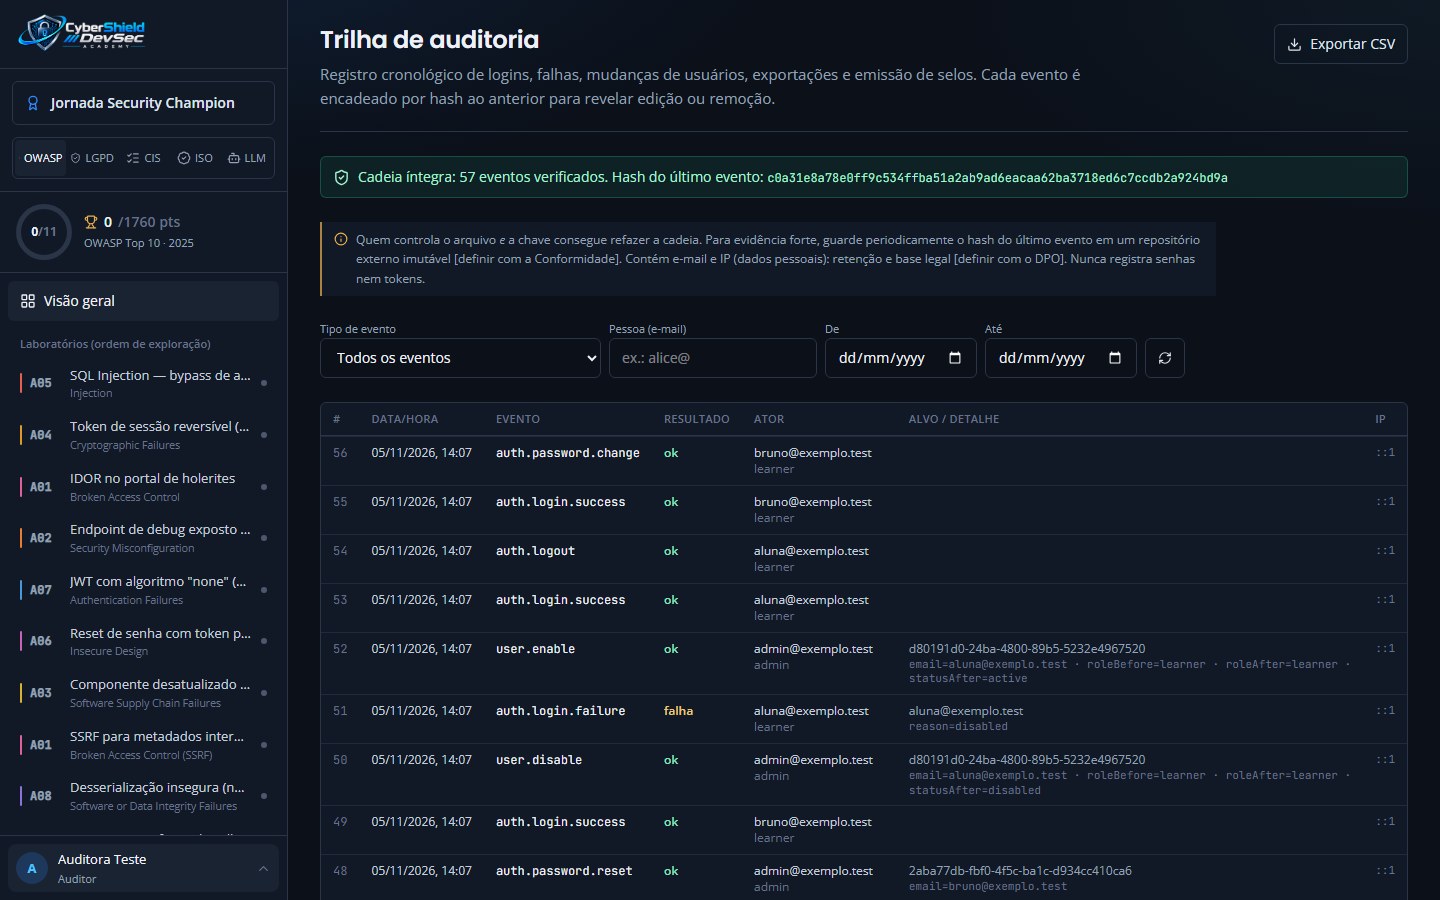 CyberShield
DevSec
ACADEMY
Jornada Security Champion
OWASP LGPD CIS ISO LLM
0/11
0 /1760 pts
OWASP Top 10 · 2025
Visão geral
Laboratórios (ordem de exploração)
A05 SQL Injection — bypass de a...
Injection
A04 Token de sessão reversível (...
Cryptographic Failures
A01 IDOR no portal de holerites
Broken Access Control
A02 Endpoint de debug exposto ...
Security Misconfiguration
A07 JWT com algoritmo "none" (...
Authentication Failures
A06 Reset de senha com token p...
Insecure Design
A03 Componente desatualizado ...
Software Supply Chain Failures
A01 SSRF para metadados inter...
Broken Access Control (SSRF)
A08 Desserialização insegura (n...
Software or Data Integrity Failures
A Auditora Teste
Auditor
Trilha de auditoria
Exportar CSV
Registro cronológico de logins, falhas, mudanças de usuários, exportações e emissão de selos. Cada evento é
encadeado por hash ao anterior para revelar edição ou remoção.
Cadeia íntegra: 57 eventos verificados. Hash do último evento: c0a31e8a78e0ff9c534ffba51a2ab9ad6eacaa62ba3718ed6c7ccdb2a924bd9a
Quem controla o arquivo e a chave consegue refazer a cadeia. Para evidência forte, guarde periodicamente o hash do último evento em um repositório
externo imutável [definir com a Conformidade]. Contém e-mail e IP (dados pessoais): retenção e base legal [definir com o DPO]. Nunca registra senhas
nem tokens.
Tipo de evento Pessoa (e-mail) De Até
Todos os eventos ex.: alice@ dd/mm/yyyy dd/mm/yyyy
# DATA/HORA EVENTO RESULTADO ATOR ALVO / DETALHE IP
56 05/11/2026, 14:07 auth.password.change ok bruno@exemplo.test ::1
learner
55 05/11/2026, 14:07 auth.login.success ok bruno@exemplo.test ::1
learner
54 05/11/2026, 14:07 auth.logout ok aluna@exemplo.test ::1
learner
53 05/11/2026, 14:07 auth.login.success ok aluna@exemplo.test ::1
learner
52 05/11/2026, 14:07 user.enable ok admin@exemplo.test d80191d0-24ba-4800-89b5-5232e4967520 ::1
admin email=aluna@exemplo.test · roleBefore=learner · roleAfter=learner ·
statusAfter=active
51 05/11/2026, 14:07 auth.login.failure falha aluna@exemplo.test aluna@exemplo.test ::1
learner reason=disabled
50 05/11/2026, 14:07 user.disable ok admin@exemplo.test d80191d0-24ba-4800-89b5-5232e4967520 ::1
admin email=aluna@exemplo.test · roleBefore=learner · roleAfter=learner ·
statusAfter=disabled
49 05/11/2026, 14:07 auth.login.success ok bruno@exemplo.test ::1
learner
48 05/11/2026, 14:07 auth.password.reset ok admin@exemplo.test 2aba77db-fbf0-4f5c-ba1c-d934cc410ca6 ::1
admin email=bruno@exemplo.test